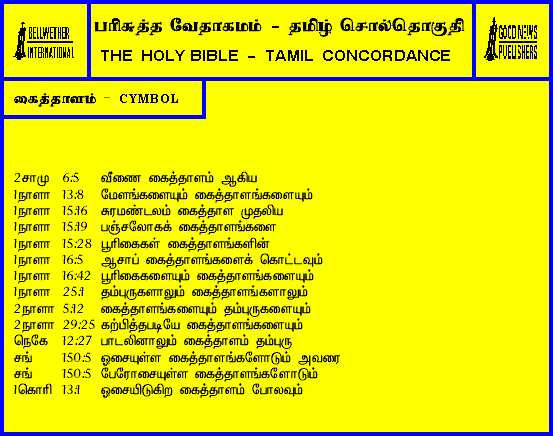 BELLWETHER
INTERNATIONAL
பரிசுத்த வேதாகமம் - தமிழ் சொல்தொகுதி
THE HOLY BIBLE - TAMIL CONCORDANCE
GOOD NEWS
PUBLISHERS
கைத்தாளம் - CYMBOL
2சாமு 6:5 வீணை கைத்தாளம் ஆகிய
1நாளா 13:8 மேளங்களையும் கைத்தாளங்களையும்
1நாளா 15:16 சுரமண்டலம் கைத்தாள முதலிய
1நாளா 15:19 பஞ்சலோகக் கைத்தாளங்களை
1நாளா 15:28 பூரிகைகள் கைத்தாளங்களின்
1நாளா 16:5 ஆசாப் கைத்தாளங்களைக் கொட்டவும்
1நாளா 16:42 பூரிகைகளையும் கைத்தாளங்களையும்
1நாளா 25:1 தம்புருகளாலும் கைத்தாளங்களாலும்
2நாளா 5:12 கைத்தாளங்களையும் தம்புருகளையும்
2நாளா 29:25 கற்பித்தபடியே கைத்தாளங்களையும்
நெகே 12:27 பாடலினாலும் கைத்தாளம் தம்புரு
சங் 150:5 ஓசையுள்ள கைத்தாளங்களோடும் அவரை
சங் 150:5 பேரோசையுள்ள கைத்தாளங்களோடும்
1கொரி 13:1 ஓசையிடுகிற கைத்தாளம் போலவும்